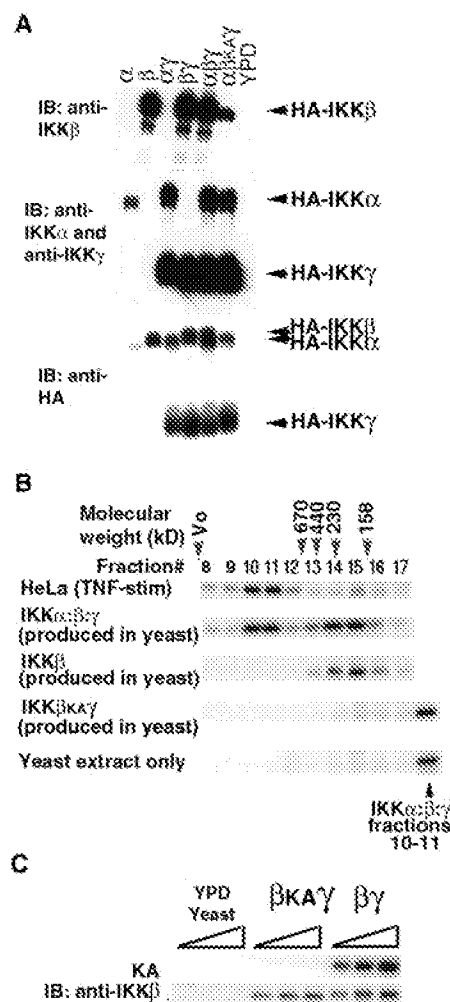 A
α β αγ βγ αβγ αβKAγ YPD
IB: anti-
IKKβ
HA-IKKβ
IB: anti-
IKKα and
anti-IKKγ
HA-IKKα
HA-IKKγ
HA-IKKβ
HA-IKKα
IB: anti-
HA
HA-IKKγ
B
Molecular
weight (kD)
Vo 670 440 230 158
Fraction# 8 9 10 11 12 13 14 15 16 17
HeLa (TNF-stim)
IKKα:β:γ
(produced in yeast)
IKKβ
(produced in yeast)
IKKβKAγ
(produced in yeast)
Yeast extract only
IKKα:β:γ
fractions
10-11
C
YPD
Yeast
βKAγ βγ
KA
IB: anti-IKKβ